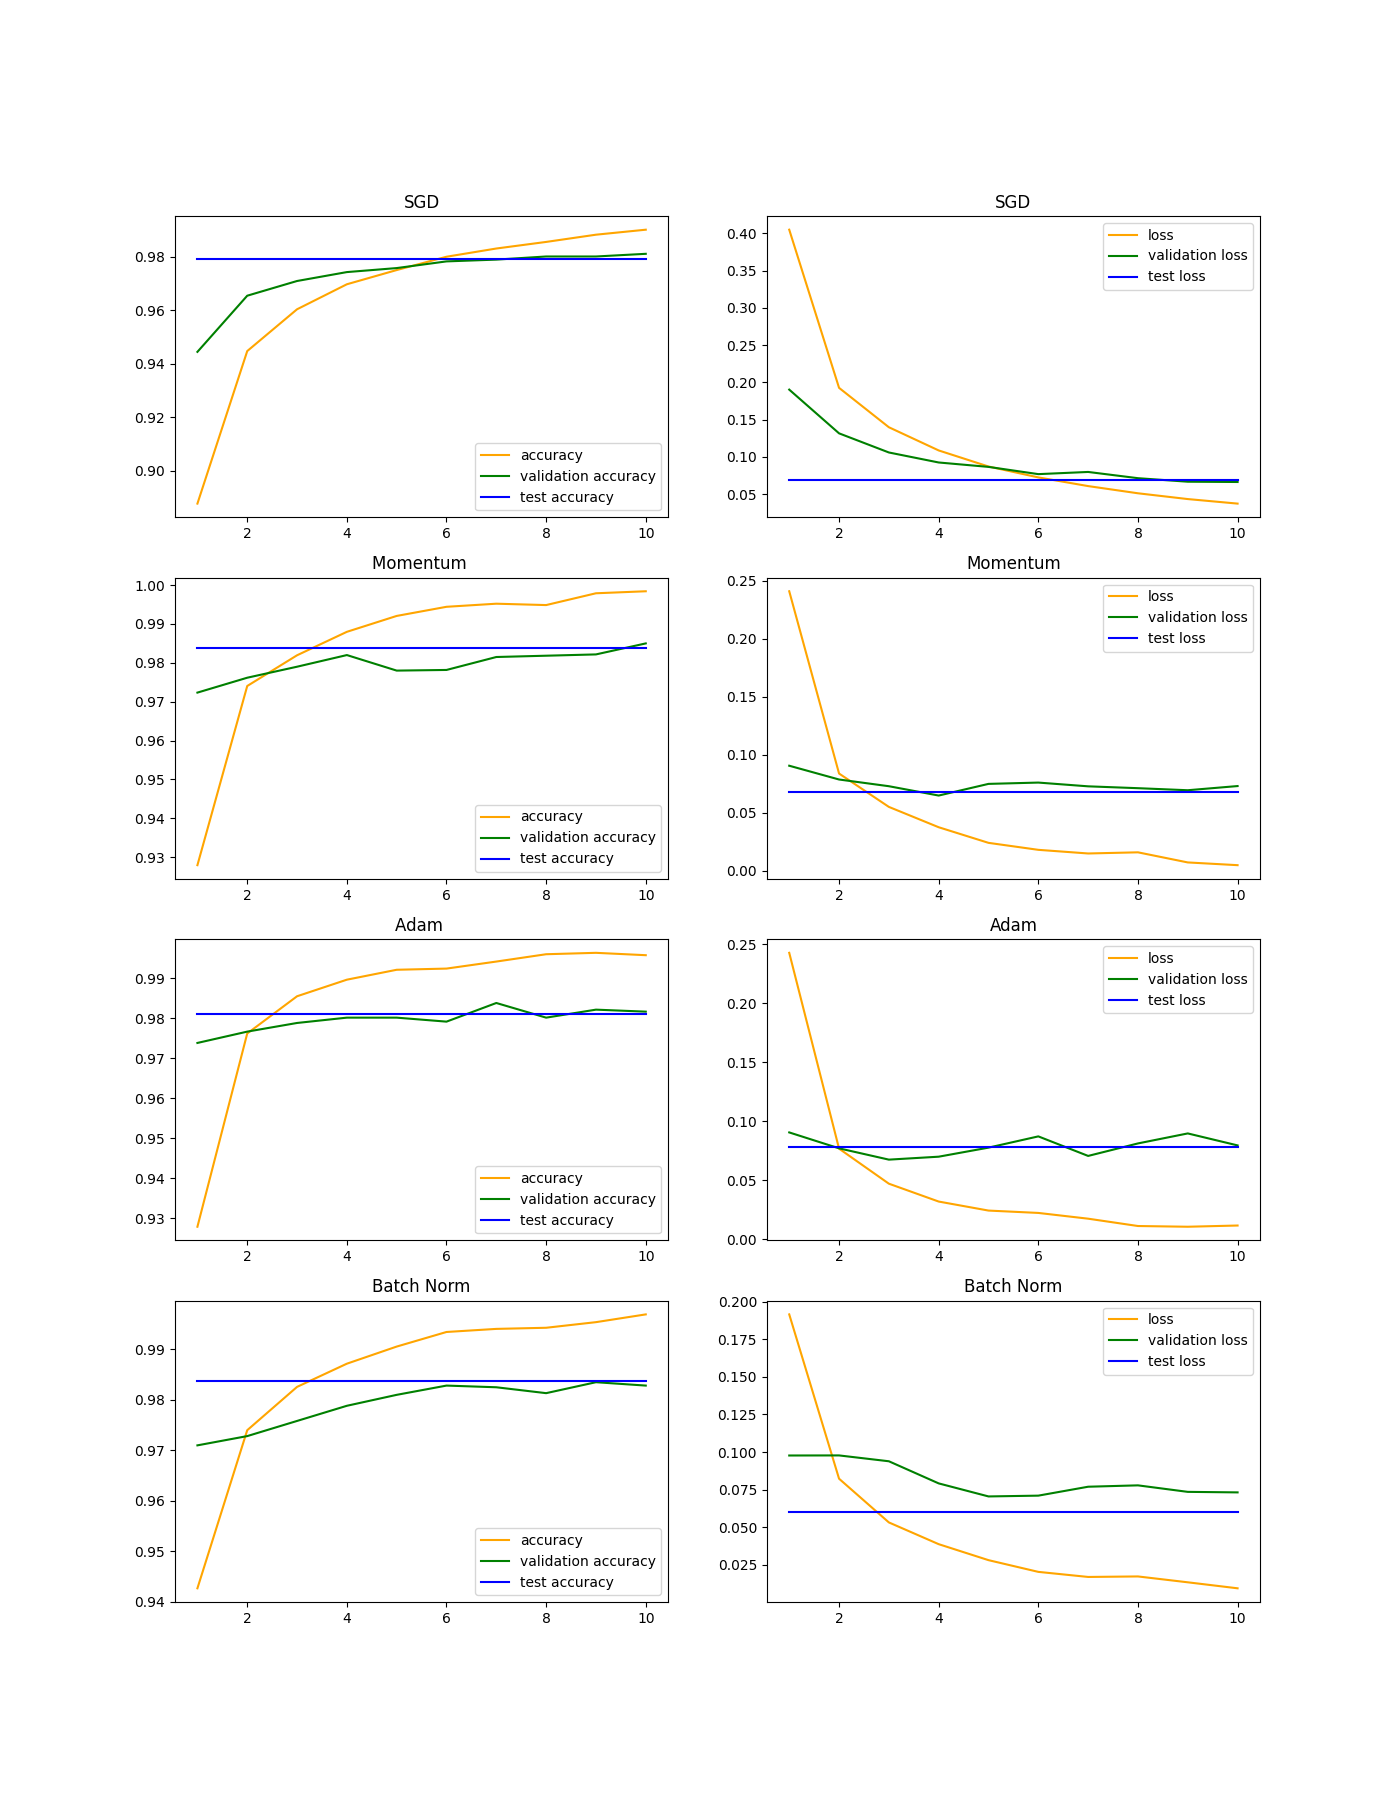 SGD
0.98
0.96
0.94
0.92
0.90
accuracy
validation accuracy
test accuracy
2 4 6 8 10
SGD
0.40
0.35
0.30
0.25
0.20
0.15
0.10
0.05
loss
validation loss
test loss
2 4 6 8 10
Momentum
1.00
0.99
0.98
0.97
0.96
0.95
0.94
0.93
accuracy
validation accuracy
test accuracy
2 4 6 8 10
Momentum
0.25
0.20
0.15
0.10
0.05
0.00
loss
validation loss
test loss
2 4 6 8 10
Adam
0.99
0.98
0.97
0.96
0.95
0.94
0.93
accuracy
validation accuracy
test accuracy
2 4 6 8 10
Adam
0.25
0.20
0.15
0.10
0.05
0.00
loss
validation loss
test loss
2 4 6 8 10
Batch Norm
0.99
0.98
0.97
0.96
0.95
0.94
accuracy
validation accuracy
test accuracy
2 4 6 8 10
Batch Norm
0.200
0.175
0.150
0.125
0.100
0.075
0.050
0.025
loss
validation loss
test loss
2 4 6 8 10